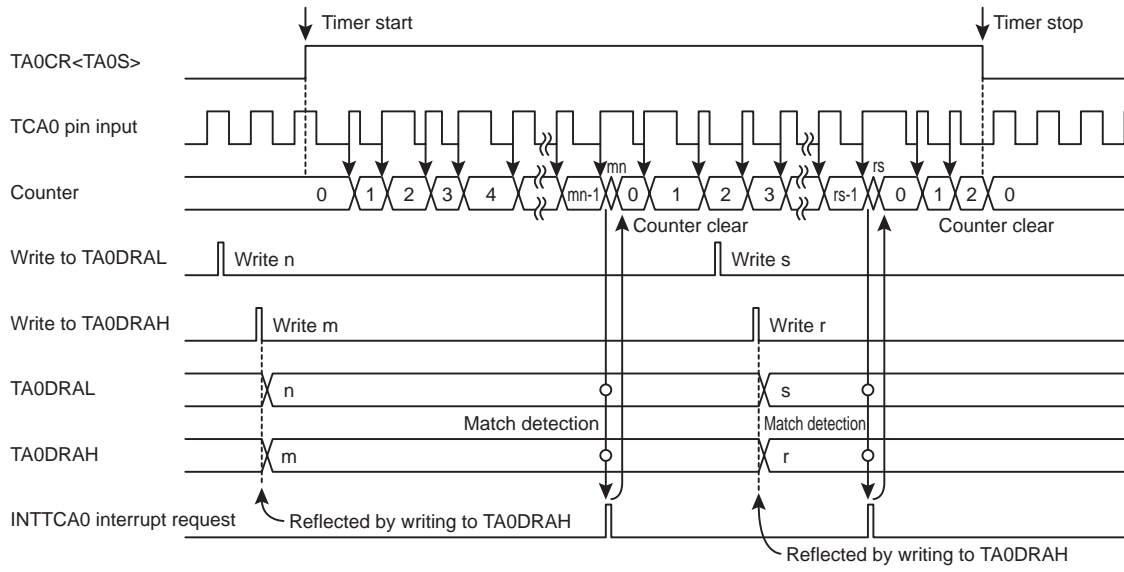 Timer start
Timer stop
TA0CR<TA0S>
TCA0 pin input
Counter
0 1 2 3 4 mn-1 mn 0 1 2 3 rs-1 rs 0 1 2 0
Counter clear
Counter clear
Write to TA0DRAL
Write n
Write s
Write to TA0DRAH
Write m
Write r
TA0DRAL
n
s
Match detection
Match detection
TA0DRAH
m
r
INTTCA0 interrupt request
Reflected by writing to TA0DRAH
Reflected by writing to TA0DRAH